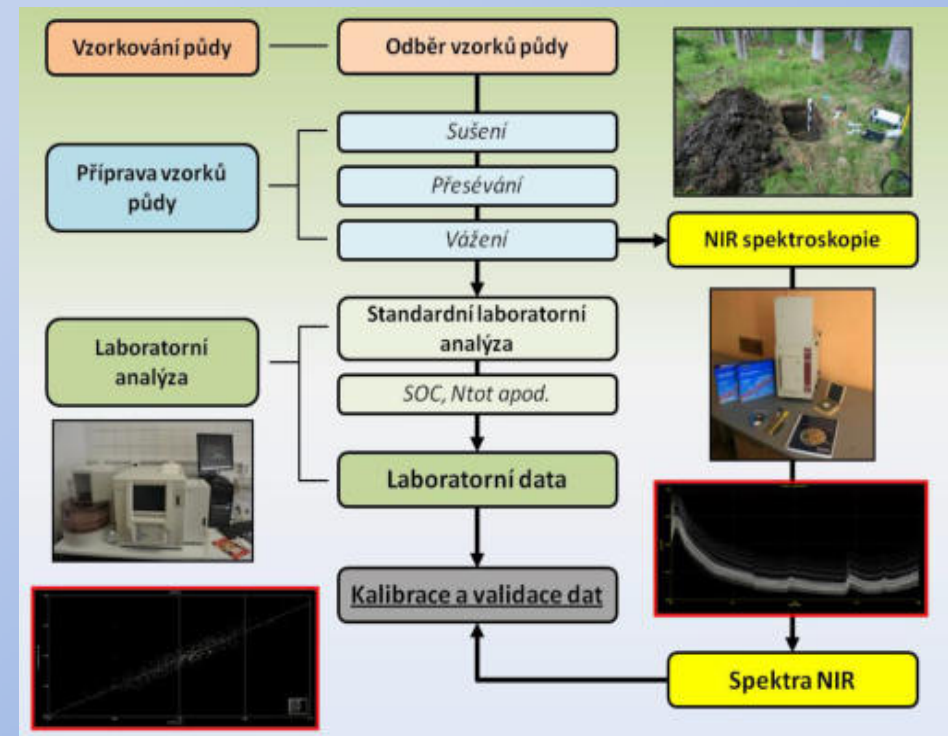 Vzorkování půdy
Odběr vzorků půdy
Sušení
Příprava vzorků
půdy
Přesévání
Vážení
NIR spektroskopie
Standardní laboratorní
analýza
Laboratorní
analýza
SOC, Ntot apod.
Laboratorní data
Kalibrace a validace dat
Spektra NIR